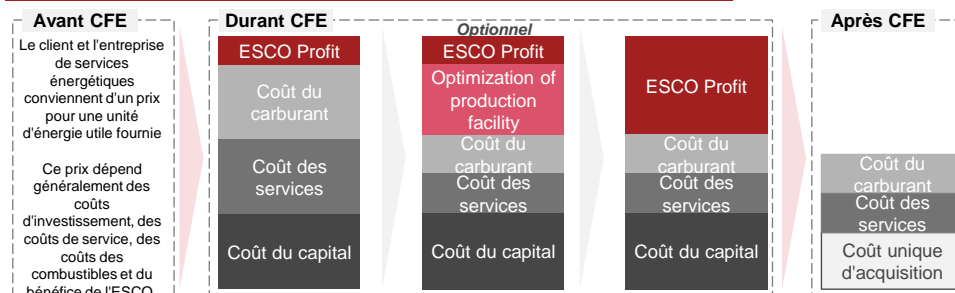 Avant CFE
Le client et l'entreprise
de services
énergétiques
conviennent d'un prix
pour une unité
d'énergie utile fournie
Ce prix dépend
généralement des
coûts
d'investissement, des
coûts de service, des
coûts des
combustibles et du
bénéfice de l'ESCO
Durant CFE
ESCO Profit
Coût du
carburant
Coût des
services
Coût du capital
Optionnel
ESCO Profit
Optimization of
production
facility
Coût du
carburant
Coût des
services
Coût du capital
ESCO Profit
Coût du
carburant
Coût des
services
Coût du capital
Après CFE
Coût du
carburant
Coût des
services
Coût unique
d'acquisition